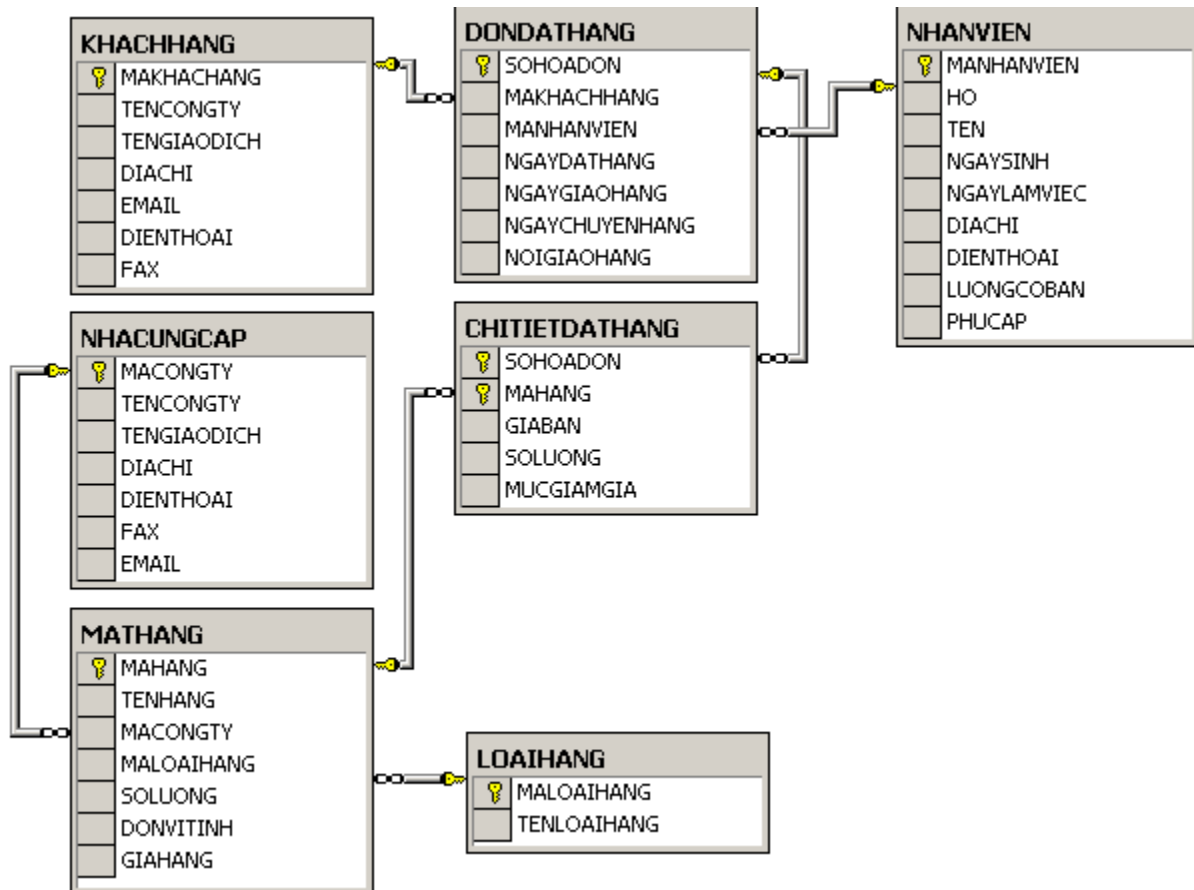 KHACHHANG
MAKHACHANG
TENCONGTY
TENGIAODICH
DIACHI
EMAIL
DIENTHOAI
FAX
DONDATHANG
SOHOADON
MAKHACHHANG
MANHANVIEN
NGAYDATHANG
NGAYGIAOHANG
NGAYCHUYENHANG
NOIGIAOHANG
NHANVIEN
MANHANVIEN
HO
TEN
NGAYSINH
NGAYLAMVIEC
DIACHI
DIENTHOAI
LUONGCOBAN
PHUCAP
NHACUNGCAP
MACONGTY
TENCONGTY
TENGIAODICH
DIACHI
DIENTHOAI
FAX
EMAIL
CHITIETDATHANG
SOHOADON
MAHANG
GIABAN
SOLUONG
MUCGIAMGIA
MATHANG
MAHANG
TENHANG
MACONGTY
MALOAIHANG
SOLUONG
DONVITINH
GIAHANG
LOAIHANG
MALOAIHANG
TENLOAIHANG